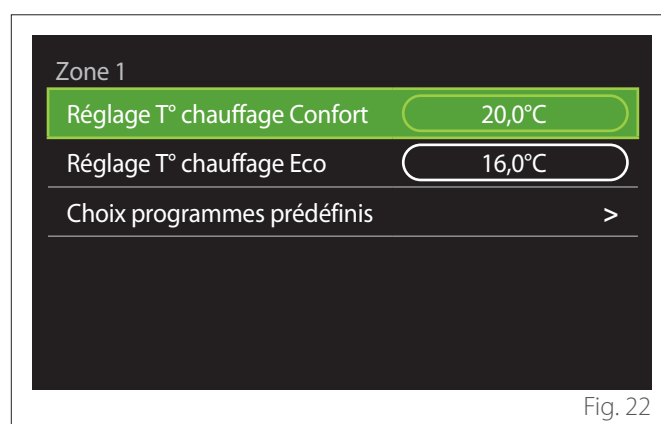 Zone 1
Réglage T° chauffage Confort 20,0°C
Réglage T° chauffage Eco 16,0°C
Choix programmes prédéfinis >
Fig. 22